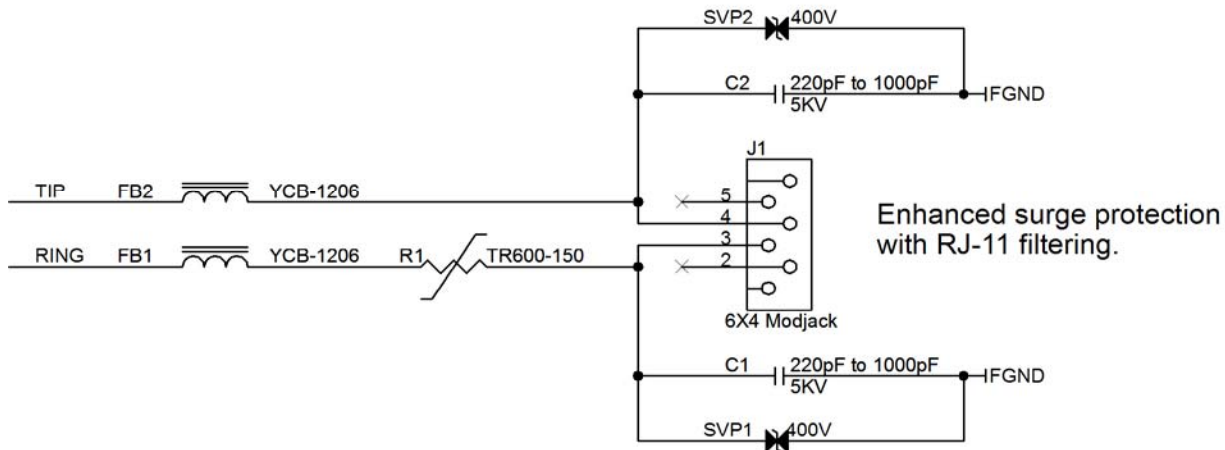 SVP2 400V
C2 220pF to 1000pF
5KV
FGND
J1
TIP FB2 YCB-1206
5
4
3
2
RING FB1 YCB-1206 R1 TR600-150
6X4 Modjack
Enhanced surge protection
with RJ-11 filtering.
C1 220pF to 1000pF
5KV
FGND
SVP1 400V